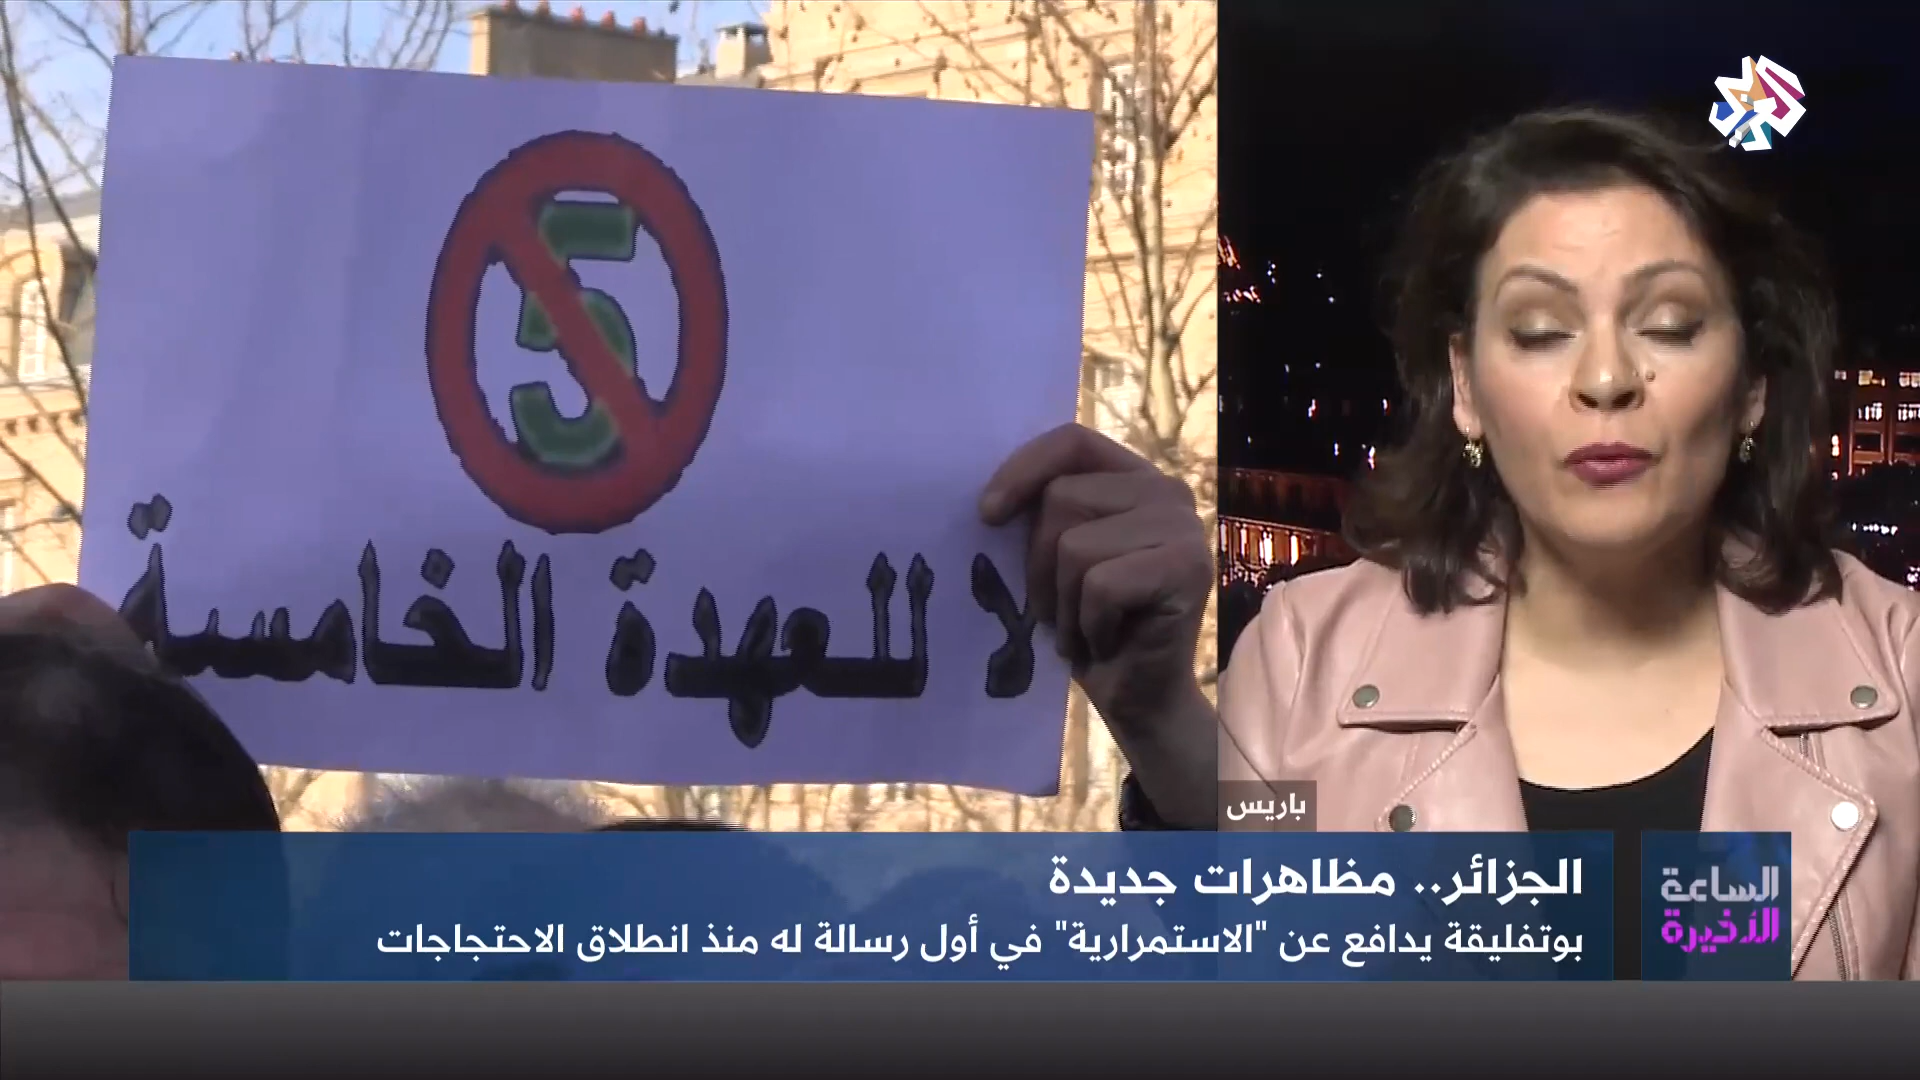 5
لا للعهدة الخامسة
باريس
الجزائر.. مظاهرات جديدة
بوتفليقة يدافع عن "الاستمرارية" في أول رسالة له منذ انطلاق الاحتجاجات
الساعة
الأخيرة